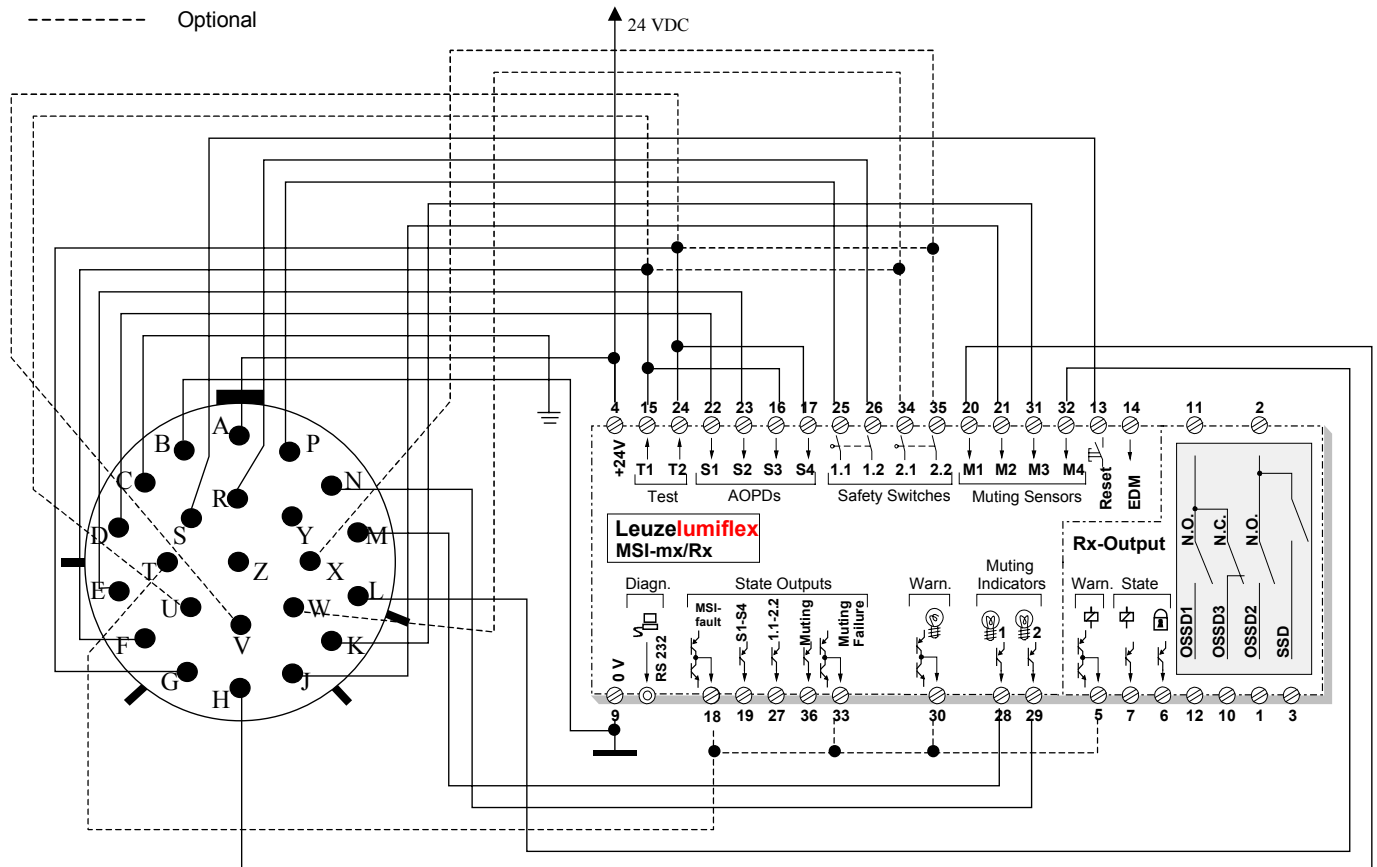 Optional
24 VDC
4 15 24 22 23 16 17 25 26 34 35 20 21 31 32 13 14 11 2
+24V T1 T2 S1 S2 S3 S4 1.1 1.2 2.1 2.2 M1 M2 M3 M4 Reset EDM
Test AOPDs Safety Switches Muting Sensors
Leuze lumiflex
MSI-mx/Rx
Rx-Output
N.O. N.C. N.O.
OSSD1 OSSD3 OSSD2 SSD
Diagn. State Outputs Warn. Muting Indicators Warn. State
RS 232 MSI-fault S1-S4 1.1-2.2 Muting Muting Failure 1 2
0 V
9 18 19 27 36 33 30 28 29 5 7 6 12 10 1 3
A
B P
C N
R
D S Y M
T Z X
E L
U W
F V K
G J
H